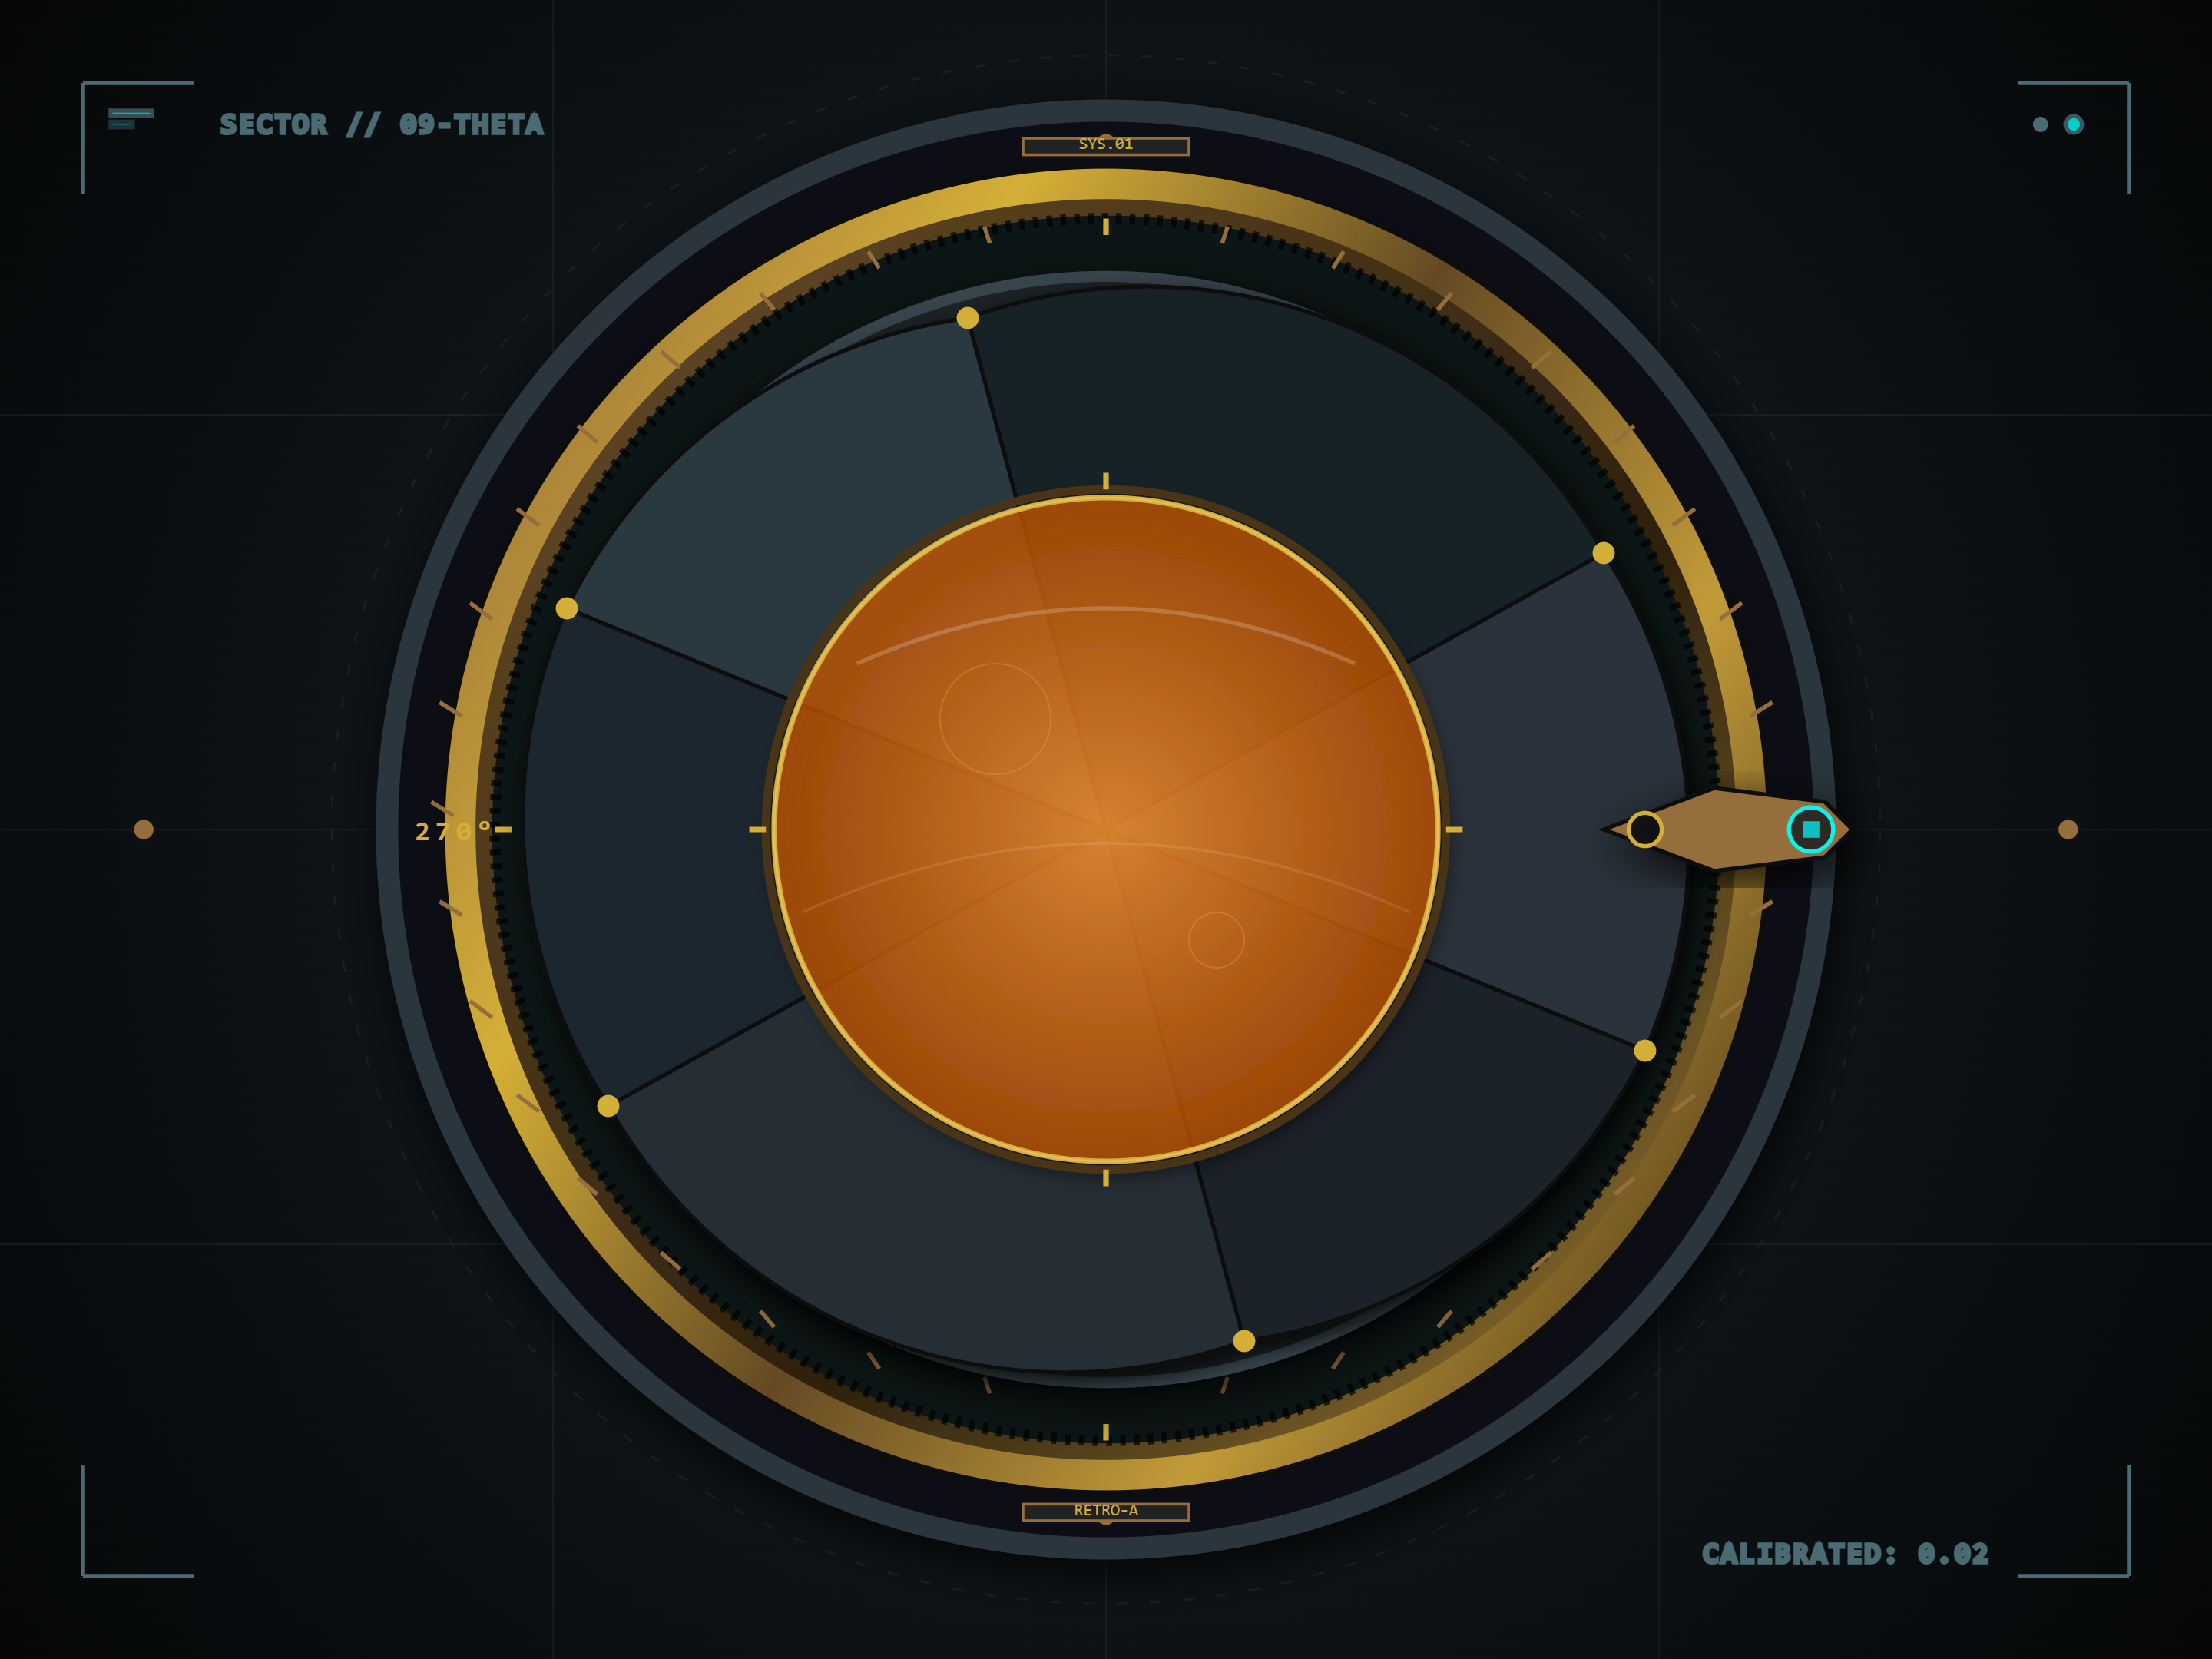 SECTOR // 09-THETA
SYS.01
270°
RETRO-A
CALIBRATED: 0.02